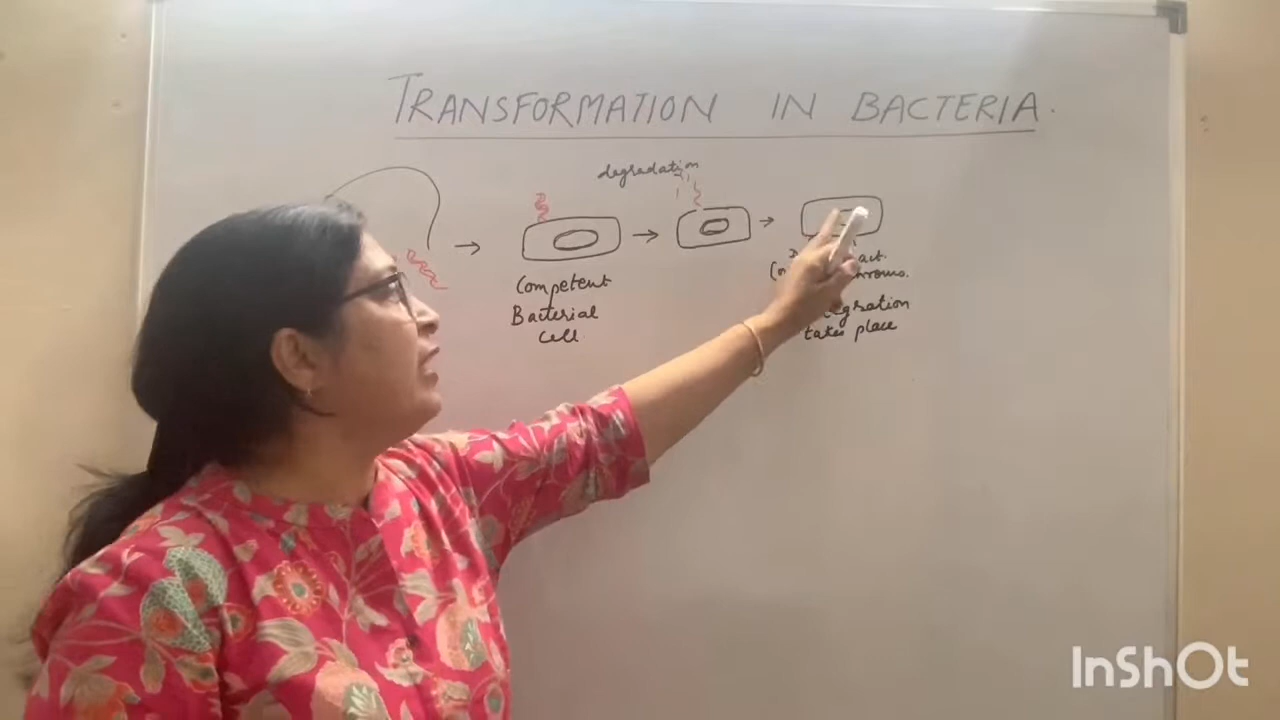 TRANSFORMATION IN BACTERIA.
degradation
Competent
Bacterial
Cell.
takes place
InShOt